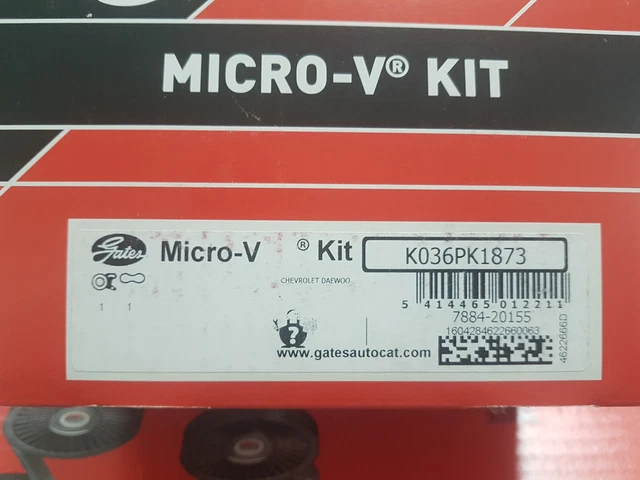 MICRO-V® KIT
Gates Micro-V ® Kit K036PK1873
CHEVROLET DAEWOO
1 1
5 414465 012211
7884-20155
1604284622660063
4622666D
?
www.gatesautocat.com